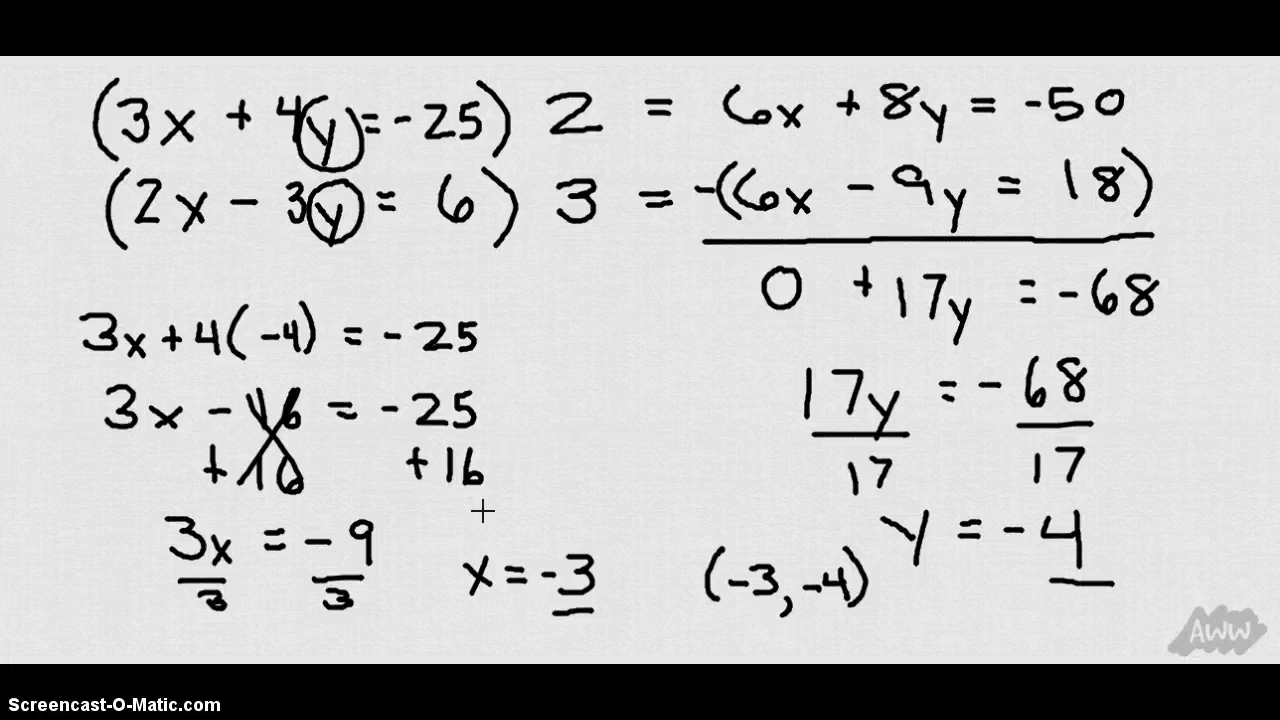 (3x + 4y = -25) 2 = 6x + 8y = -50
(2x - 3y = 6) 3 = -(6x - 9y = 18)
0 + 17y = -68
3x + 4(-4) = -25
3x - 16 = -25
+ 16 + 16
3x = -9
3 3
x = -3
17y = -68
17 17
y = -4
(-3, -4)
AWW
Screencast-O-Matic.com